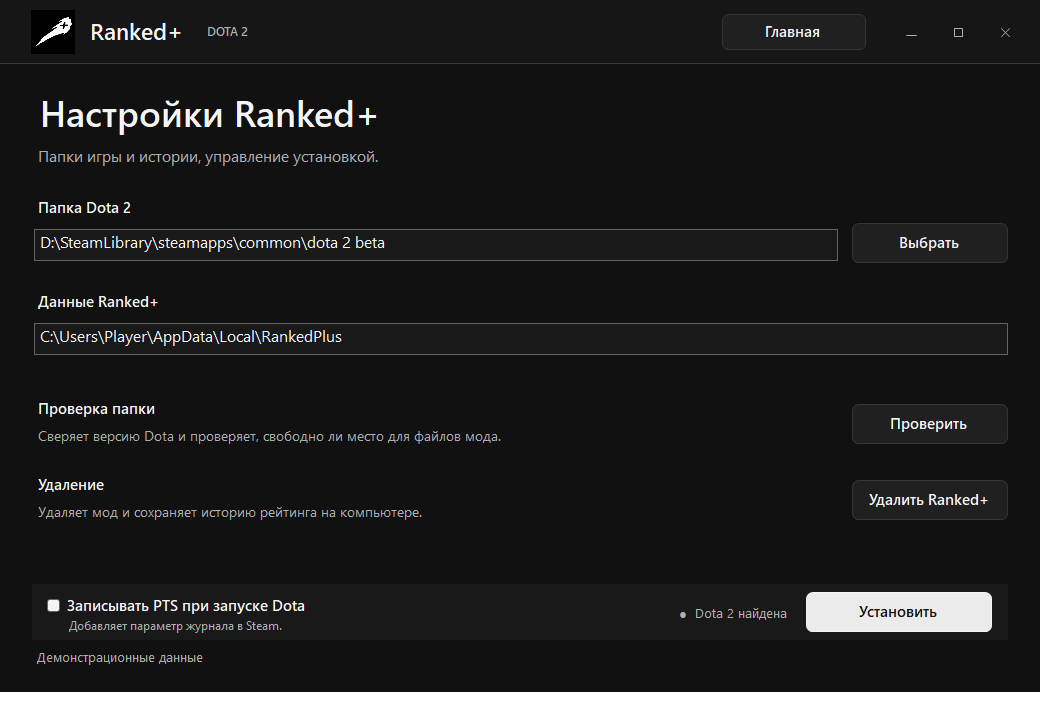 Ranked+ DOTA 2 Главная
Настройки Ranked+
Папки игры и истории, управление установкой.
Папка Dota 2
D:\SteamLibrary\steamapps\common\dota 2 beta
Выбрать
Данные Ranked+
C:\Users\Player\AppData\Local\RankedPlus
Проверка папки
Сверяет версию Dota и проверяет, свободно ли место для файлов мода.
Проверить
Удаление
Удаляет мод и сохраняет историю рейтинга на компьютере.
Удалить Ranked+
Записывать PTS при запуске Dota
Добавляет параметр журнала в Steam.
Dota 2 найдена
Установить
Демонстрационные данные